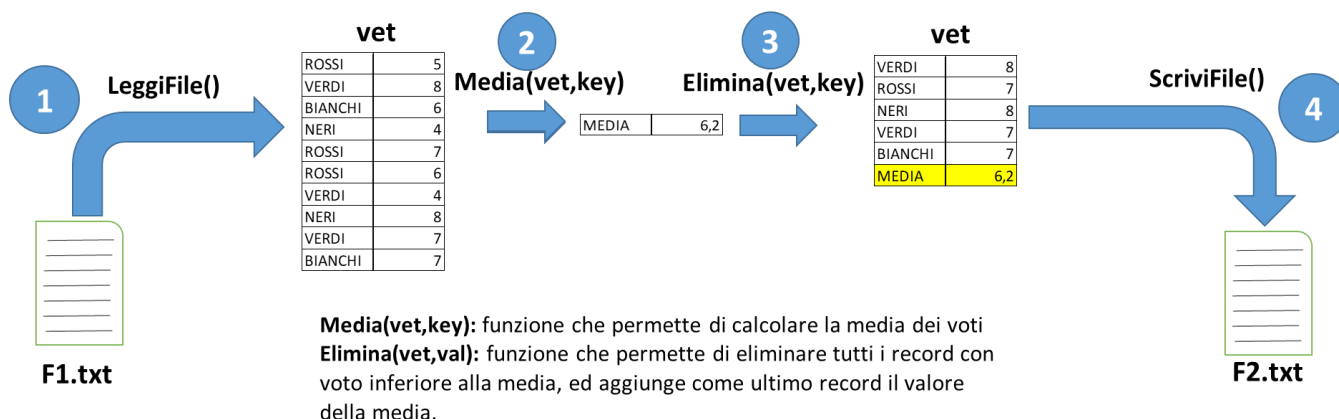 1
LeggiFile()
F1.txt
vet
ROSSI 5
VERDI 8
BIANCHI 6
NERI 4
ROSSI 7
ROSSI 6
VERDI 4
NERI 8
VERDI 7
BIANCHI 7
2
Media(vet,key)
MEDIA 6,2
3
Elimina(vet,key)
vet
VERDI 8
ROSSI 7
NERI 8
VERDI 7
BIANCHI 7
MEDIA 6,2
ScriviFile()
4
F2.txt
Media(vet,key): funzione che permette di calcolare la media dei voti
Elimina(vet,val): funzione che permette di eliminare tutti i record con
voto inferiore alla media, ed aggiunge come ultimo record il valore
della media.